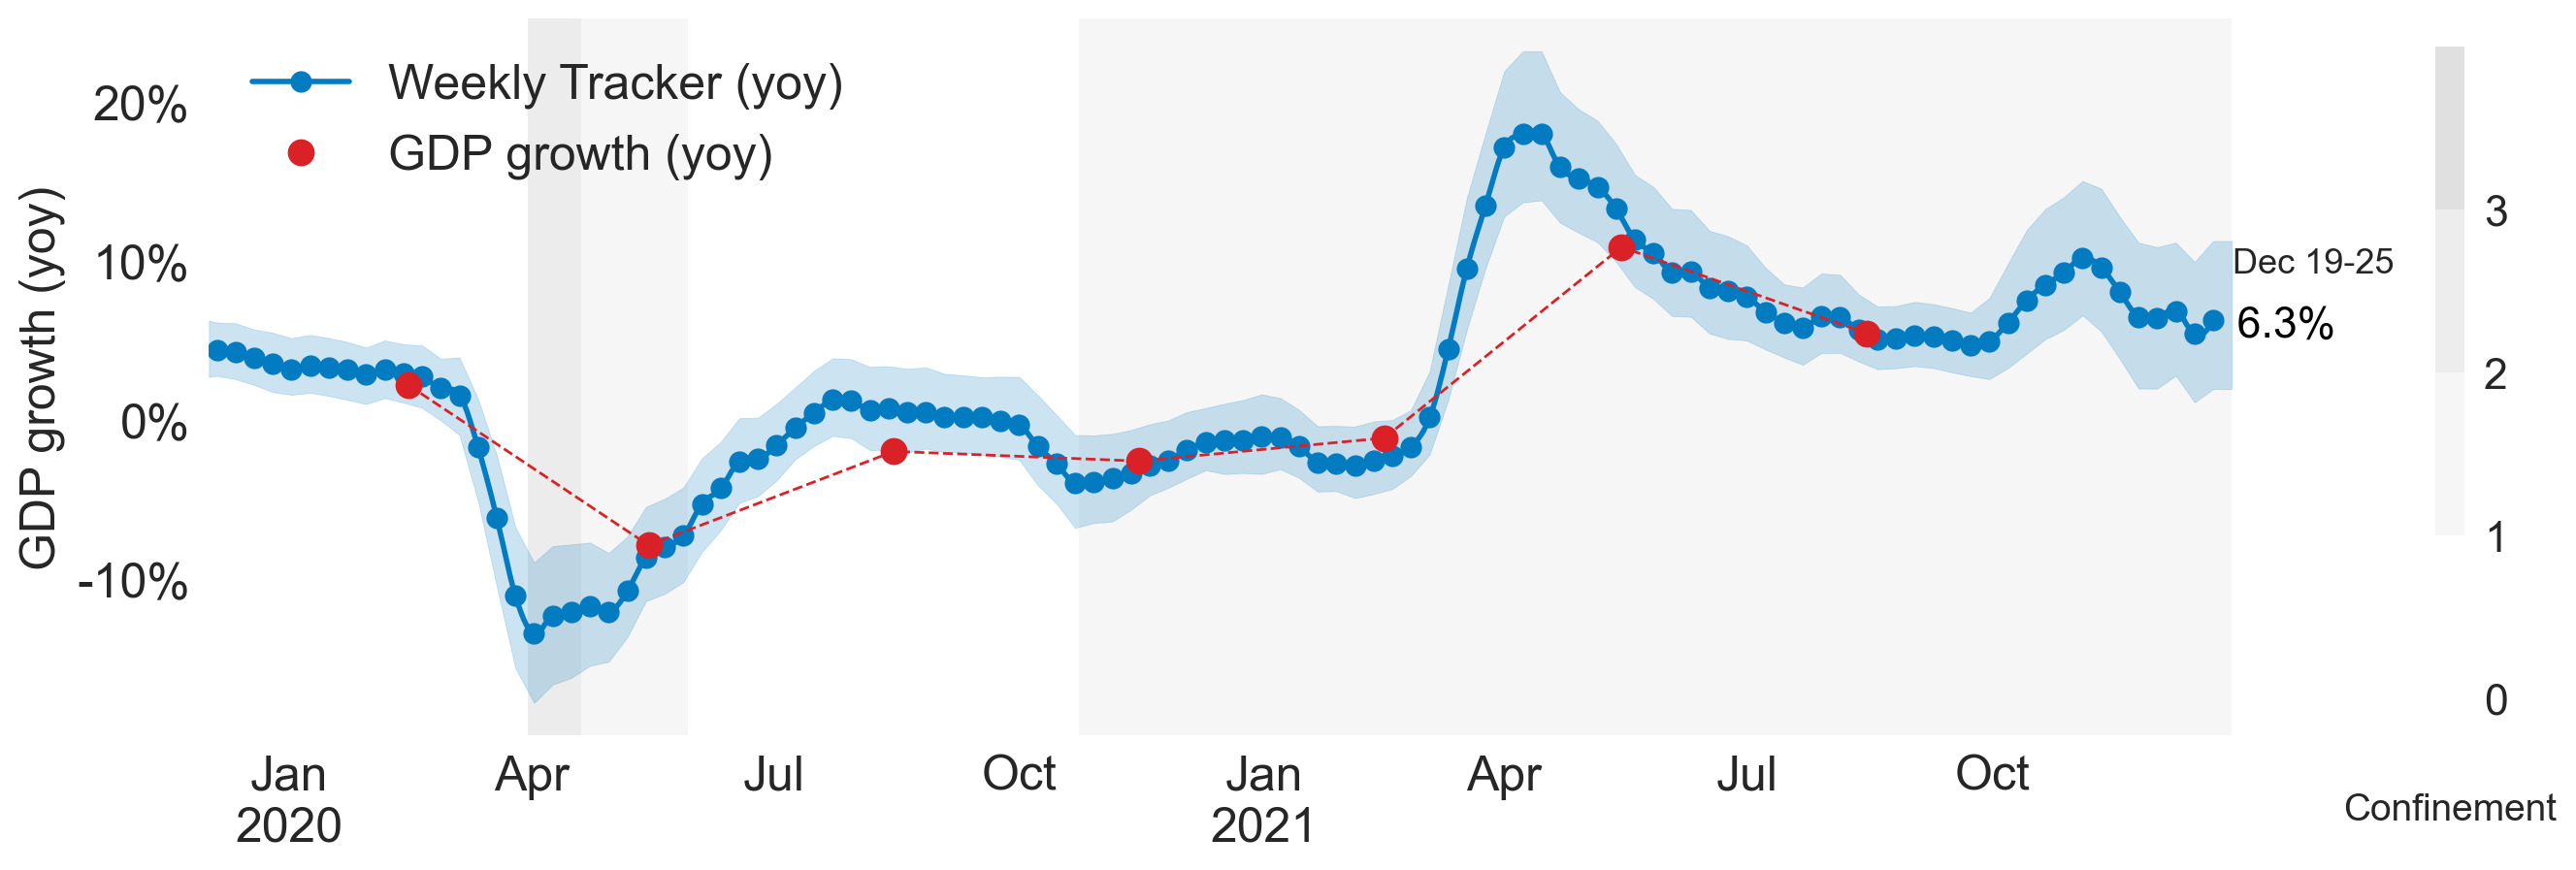 Weekly Tracker (yoy)
GDP growth (yoy)
GDP growth (yoy)
20%
10%
0%
-10%
Jan
2020
Apr
Jul
Oct
Jan
2021
Apr
Jul
Oct
Dec 19-25
6.3%
3
2
1
0
Confinement